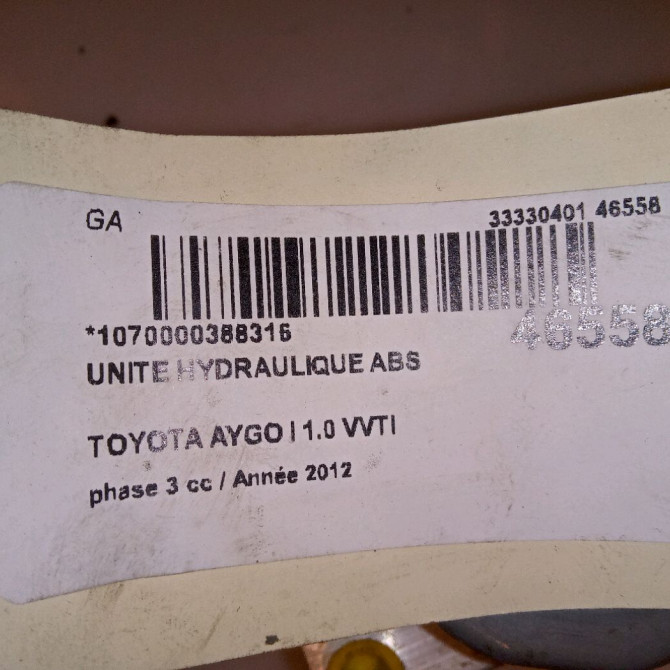 GA
33330401 46558
*1070000388316
46558
UNITE HYDRAULIQUE ABS
TOYOTA AYGO I 1.0 VVTI
phase 3 cc / Année 2012